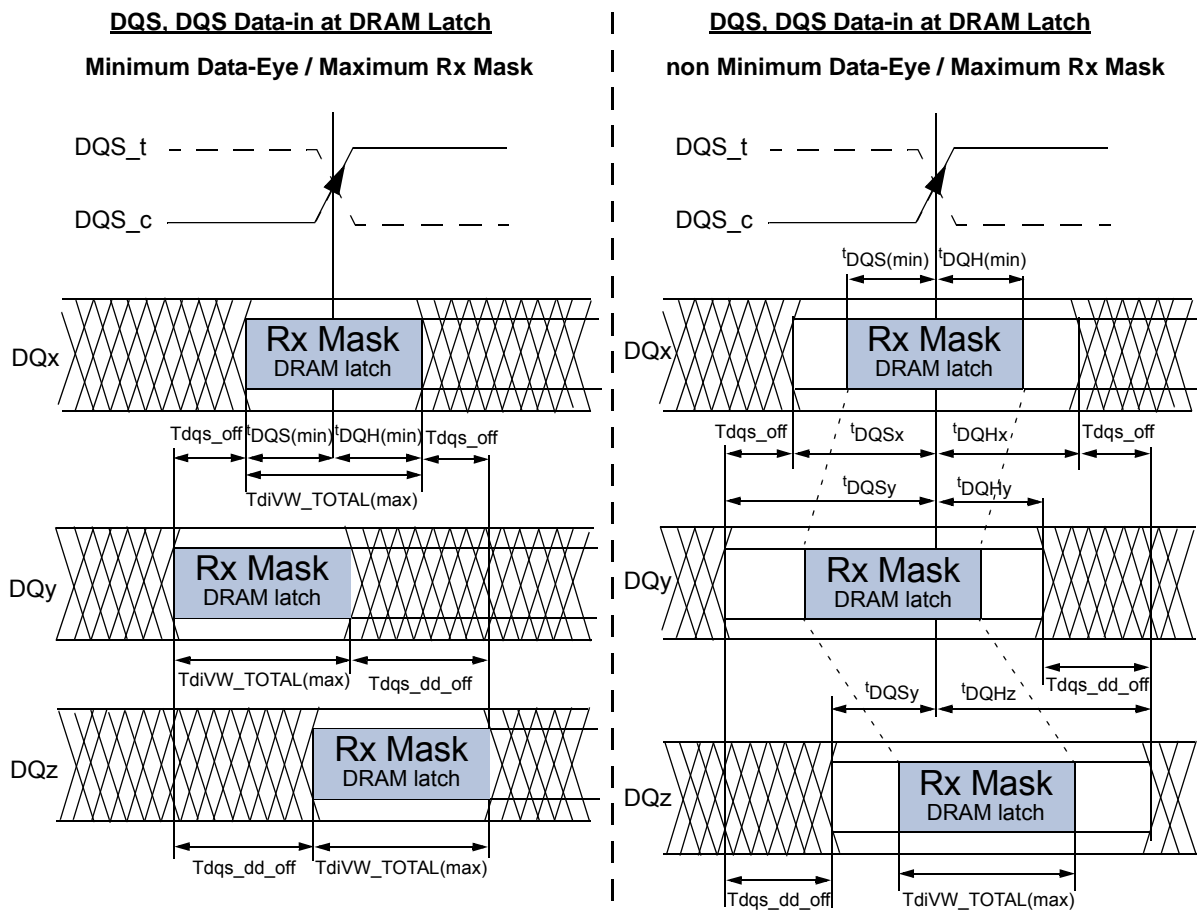 DQS, DQS Data-in at DRAM Latch
Minimum Data-Eye / Maximum Rx Mask
DQS_t
DQS_c
DQx
Rx Mask
DRAM latch
Tdqs_off
tDQS(min)
tDQH(min)
Tdqs_off
TdiVW_TOTAL(max)
DQy
Rx Mask
DRAM latch
TdiVW_TOTAL(max)
Tdqs_dd_off
DQz
Rx Mask
DRAM latch
Tdqs_dd_off
TdiVW_TOTAL(max)
DQS, DQS Data-in at DRAM Latch
non Minimum Data-Eye / Maximum Rx Mask
DQS_t
DQS_c
tDQS(min)
tDQH(min)
DQx
Rx Mask
DRAM latch
Tdqs_off
tDQSx
tDQHx
Tdqs_off
tDQSy
tDQHy
DQy
Rx Mask
DRAM latch
Tdqs_dd_off
tDQSy
tDQHz
DQz
Rx Mask
DRAM latch
Tdqs_dd_off
TdiVW_TOTAL(max)